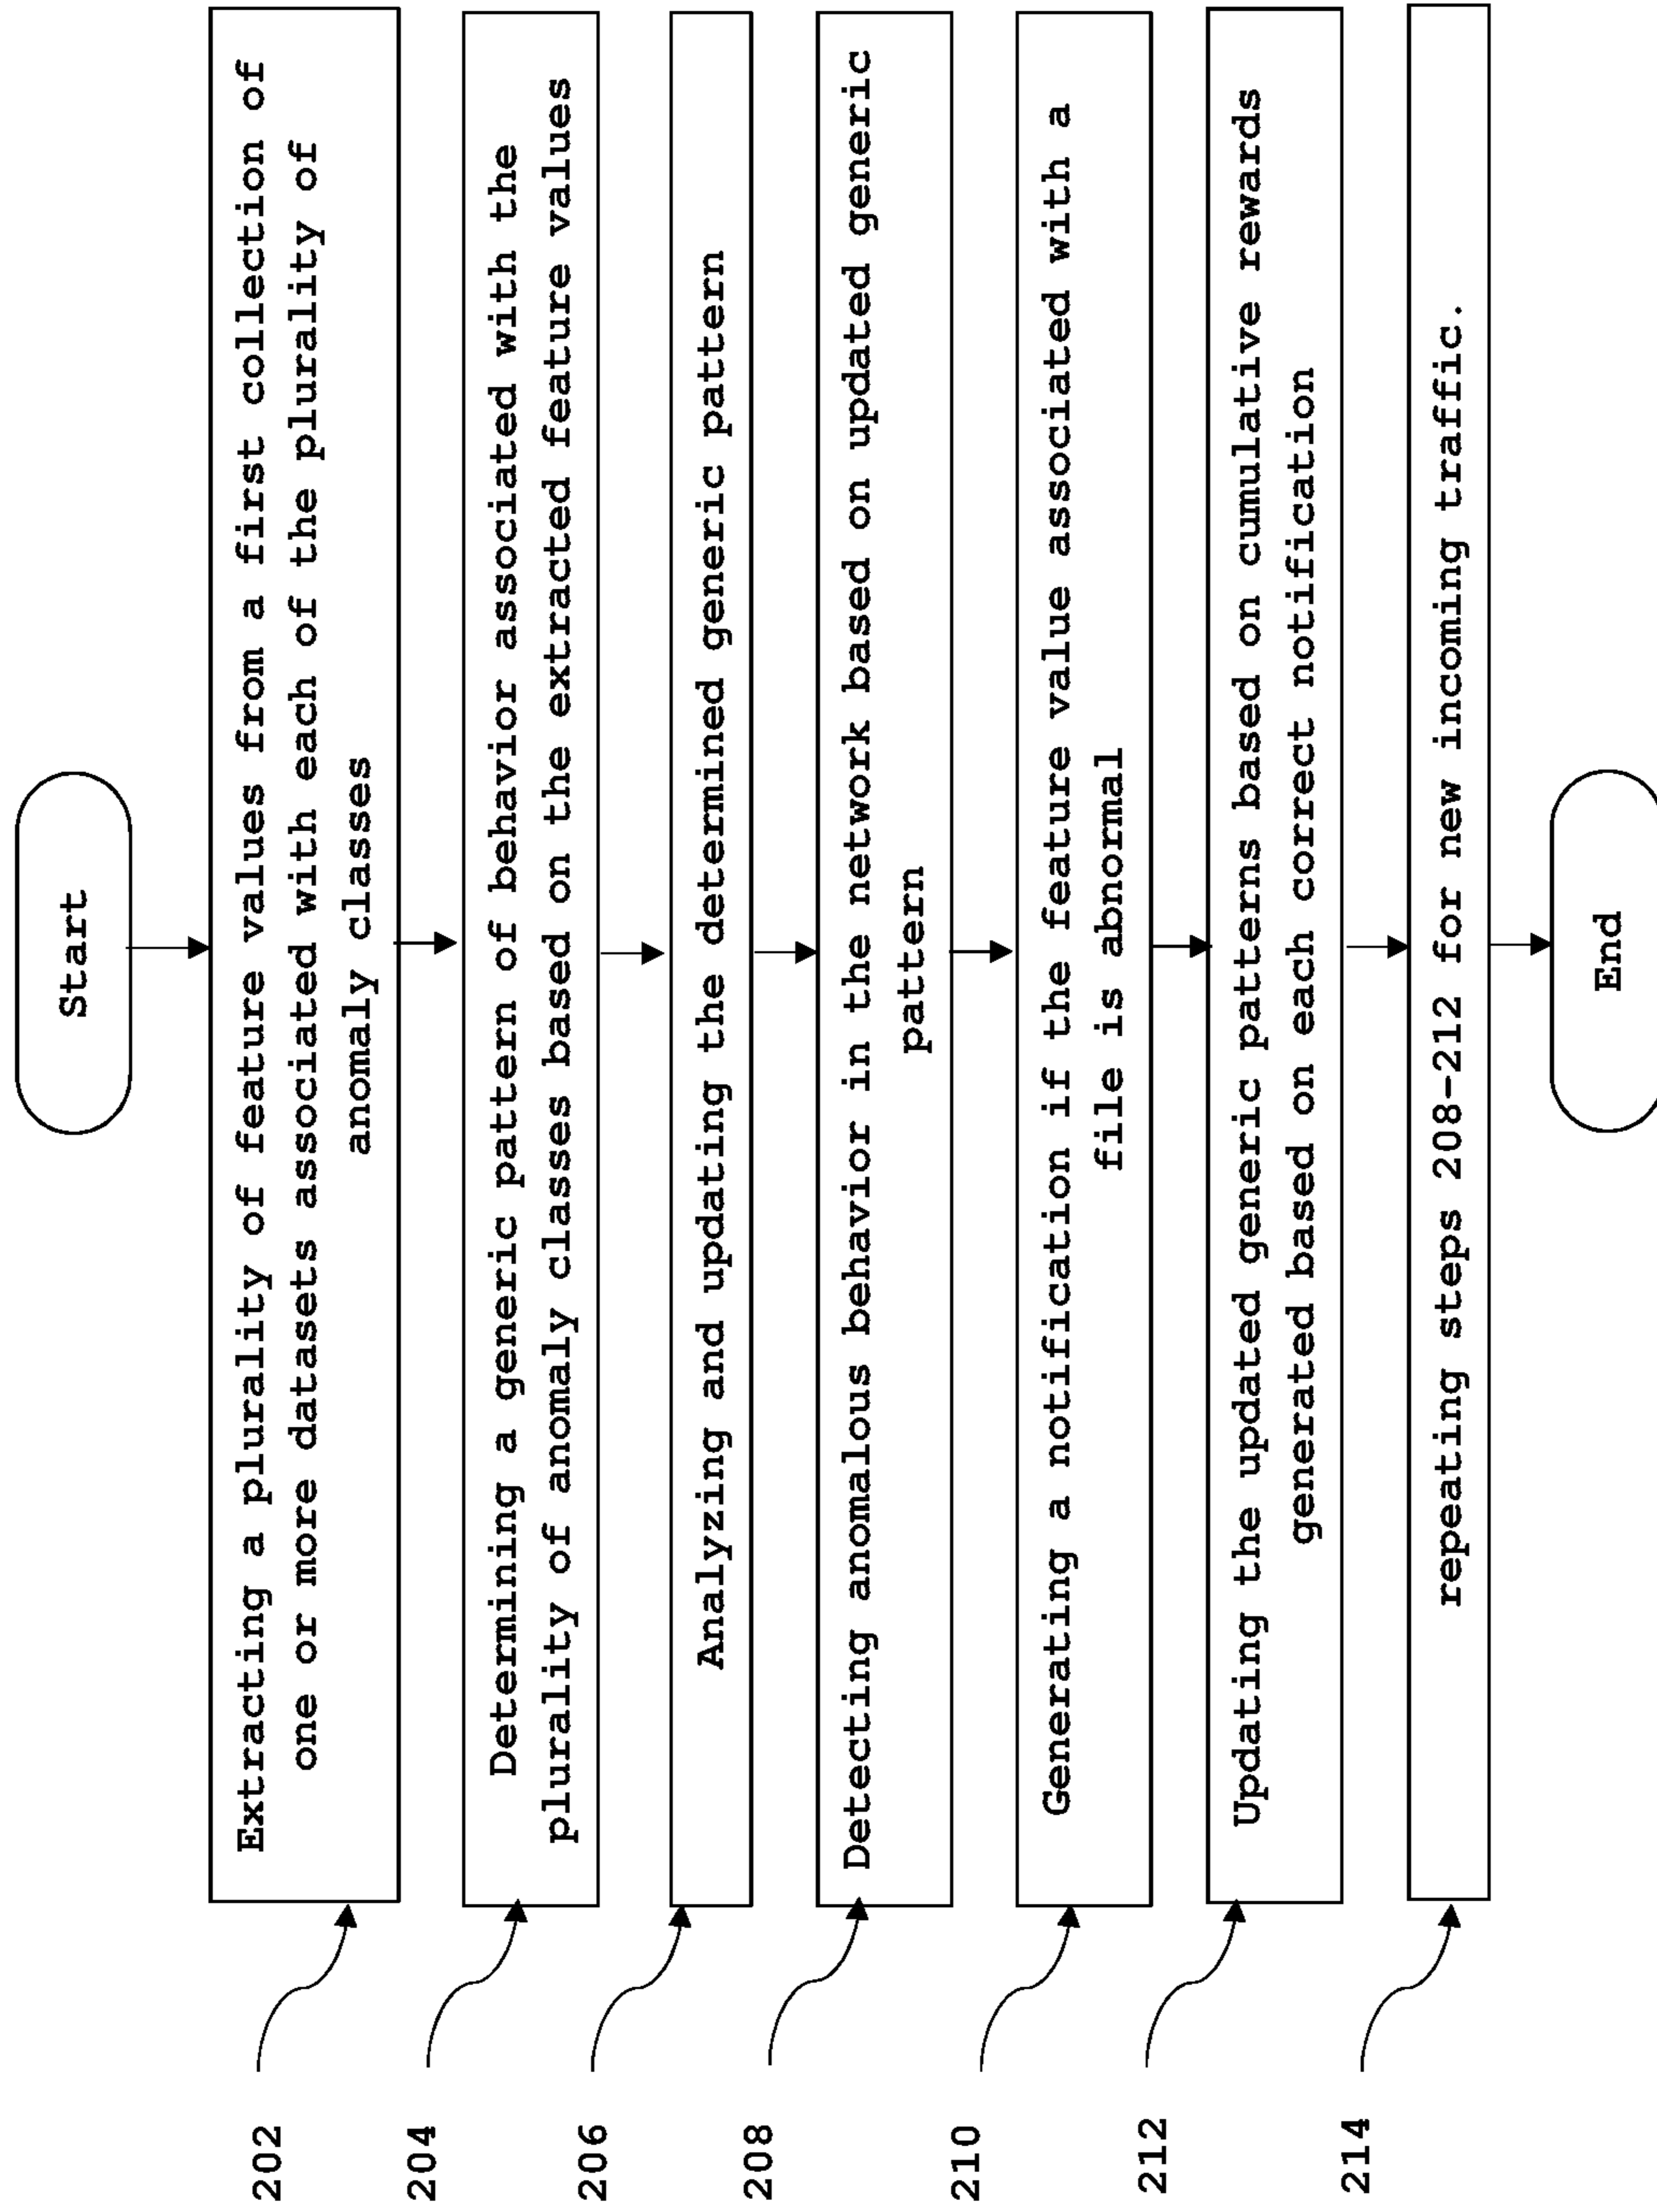 Start
202
Extracting a plurality of feature values from a first collection of
one or more datasets associated with each of the plurality of
anomaly classes
204
Determining a generic pattern of behavior associated with the
plurality of anomaly classes based on the extracted feature values
206
Analyzing and updating the determined generic pattern
208
Detecting anomalous behavior in the network based on updated generic
pattern
210
Generating a notification if the feature value associated with a
file is abnormal
212
Updating the updated generic patterns based on cumulative rewards
generated based on each correct notification
214
repeating steps 208-212 for new incoming traffic.
End